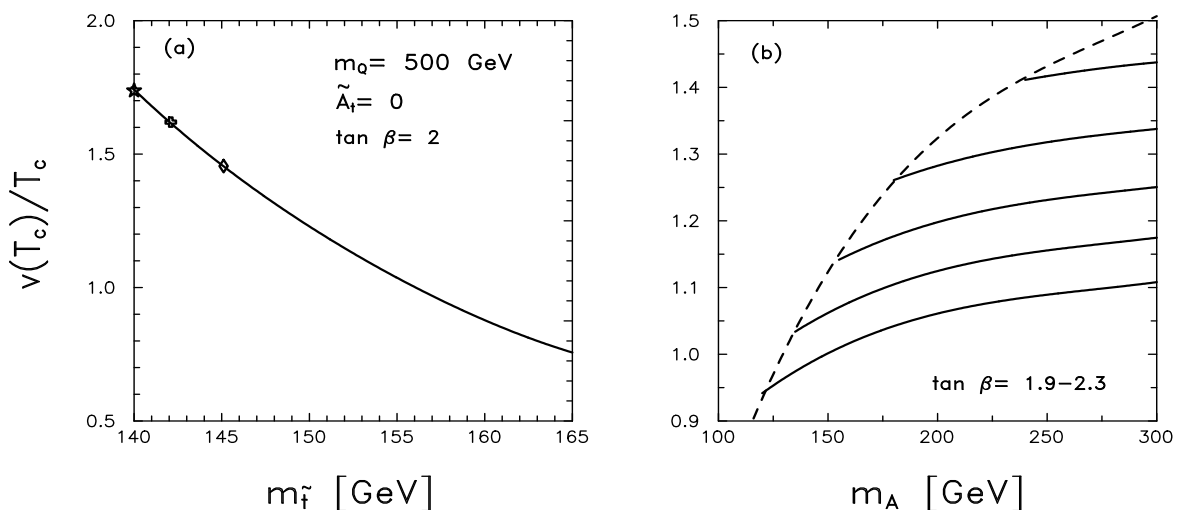 (a)
m_Q= 500 GeV
Ã_t= 0
tan β= 2
v(T_c)/T_c
2.0
1.5
1.0
0.5
140 145 150 155 160 165
m_t̃ [GeV]
(b)
1.5
1.4
1.3
1.2
1.1
1.0
0.9
tan β= 1.9−2.3
100 150 200 250 300
m_A [GeV]